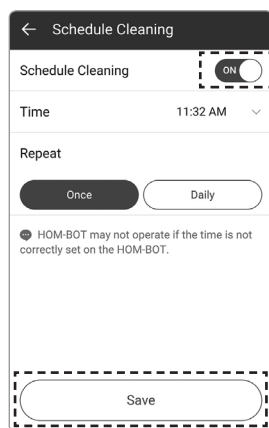 ← Schedule Cleaning
Schedule Cleaning ON
Time 11:32 AM
Repeat
Once Daily
HOM-BOT may not operate if the time is not
correctly set on the HOM-BOT.
Save